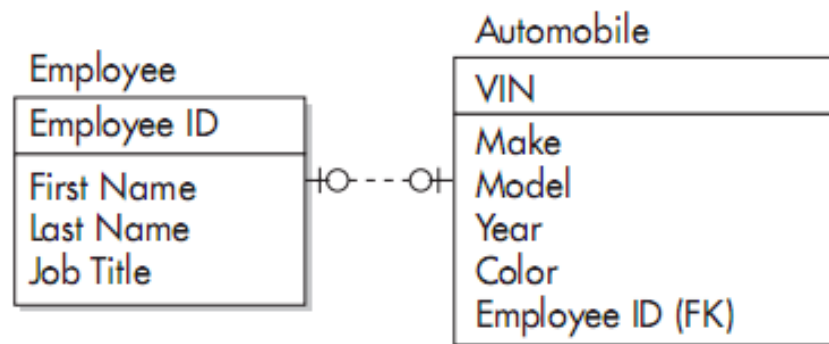 Employee
Employee ID
First Name
Last Name
Job Title
Automobile
VIN
Make
Model
Year
Color
Employee ID (FK)